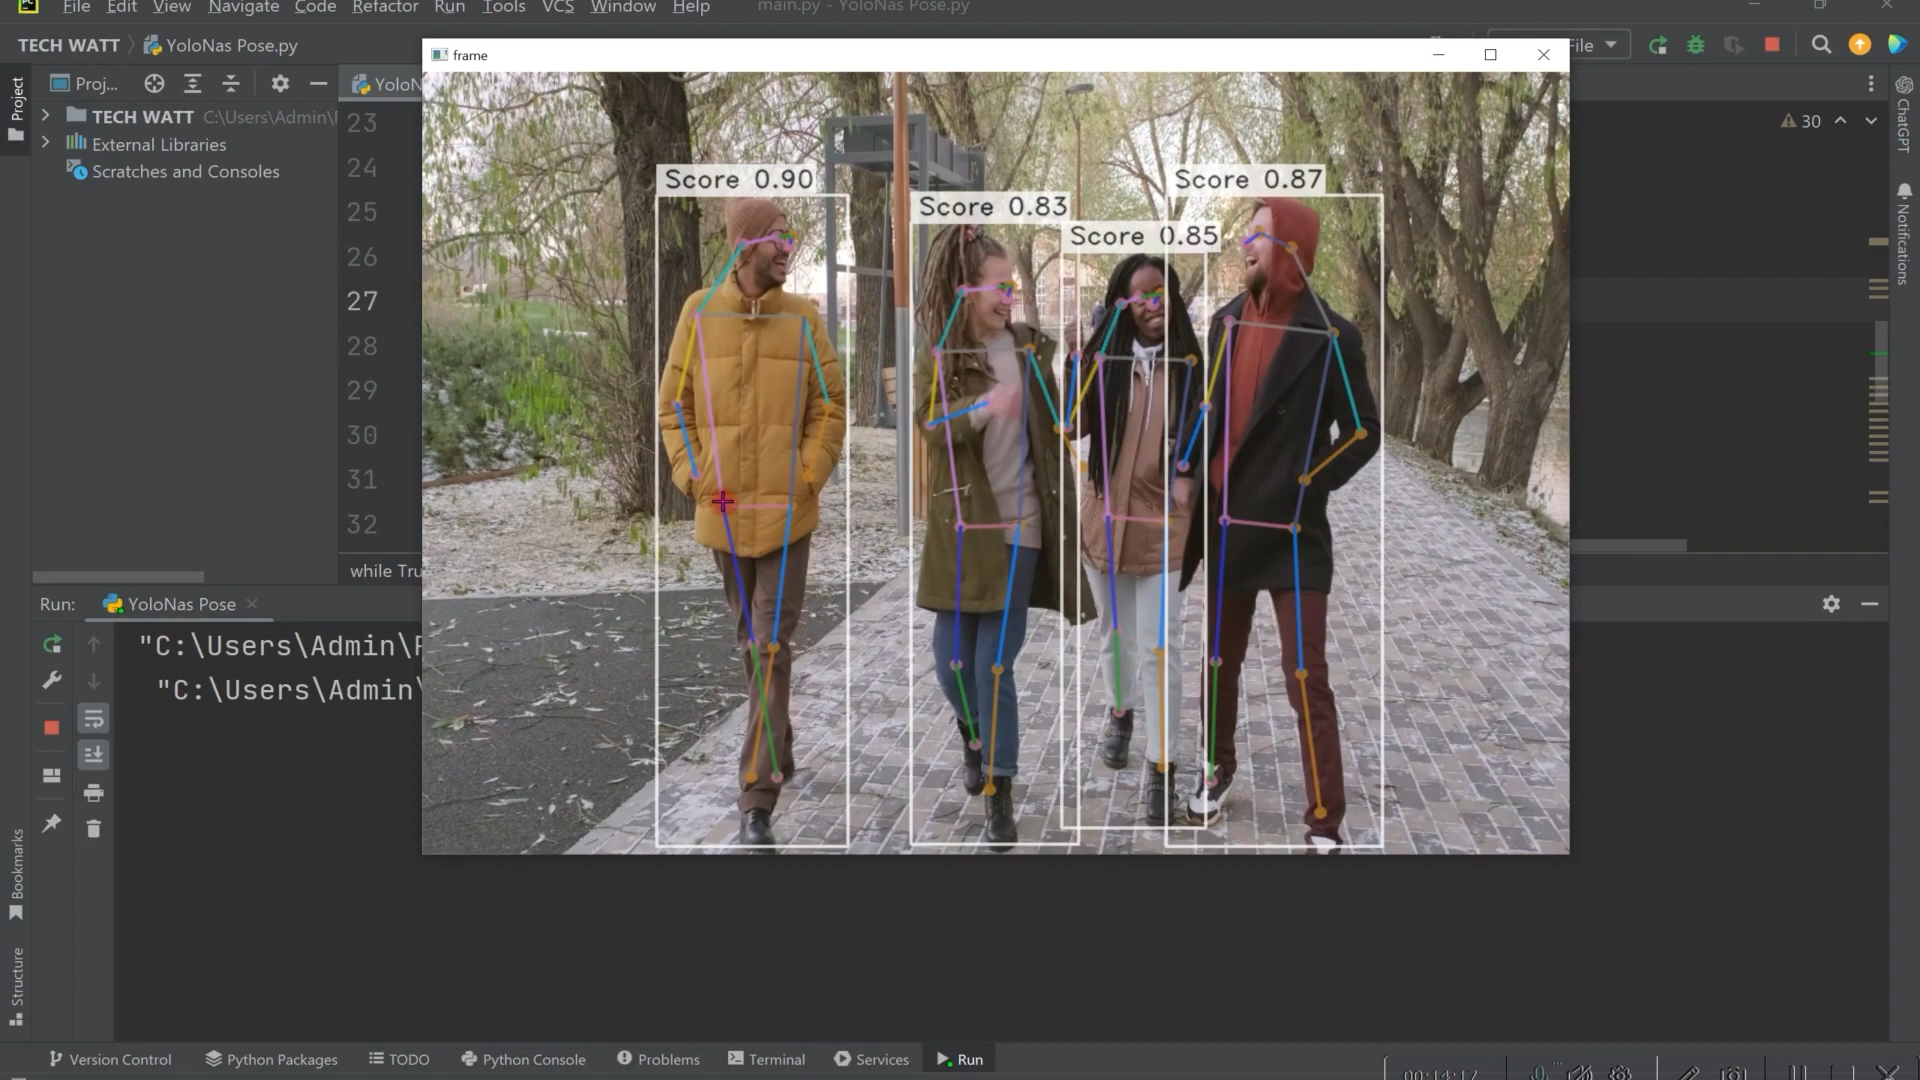 File Edit View Navigate Code Refactor Run Tools VCS Window Help main.py - YoloNas Pose.py
TECH WATT YoloNas Pose.py
File
frame
Project
Proj...
YoloN
TECH WATT C:\Users\Admin\
External Libraries
Scratches and Consoles
23
24
25
26
27
28
29
30
31
32
30
ChatGPT
Notifications
Score 0.90
Score 0.87
Score 0.83
Score 0.85
while Tru
Run: YoloNas Pose
"C:\Users\Admin\
"C:\Users\Admin\
Bookmarks
Structure
Version Control Python Packages TODO Python Console Problems Terminal Services Run